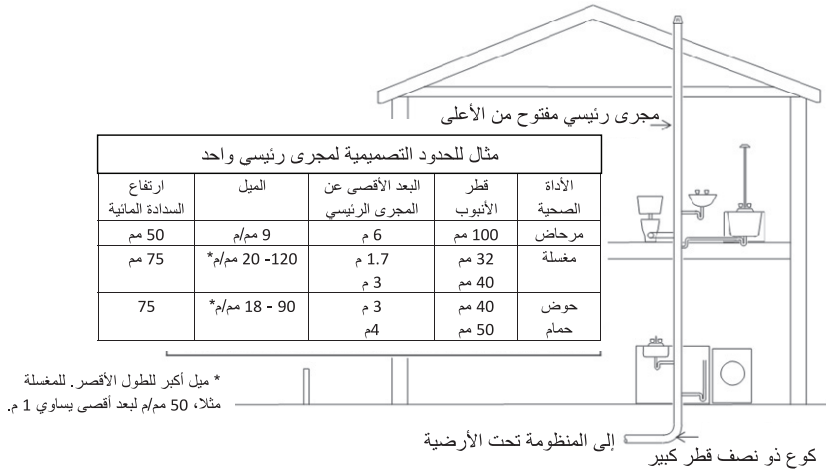 مجرى رئيسي مفتوح من الأعلى
مثال للحدود التصميمية لمجرى رئيسي واحد
الأداة الصحية	قطر الأنبوب	البعد الأقصى عن المجرى الرئيسي	الميل	ارتفاع السدادة المائية
مرحاض	100 مم	6 م	9 مم/م	50 مم
مغسلة	32 مم	1.7 م	120- 20 مم/م*	75 مم
40 مم	3 م
حوض	40 مم	3 م	90 - 18 مم/م*	75
حمام	50 مم	4م
* ميل أكبر للطول الأقصر. للمغسلة
مثلا، 50 مم/م لبعد أقصى يساوي 1 م.
إلى المنظومة تحت الأرضية
كوع ذو نصف قطر كبير